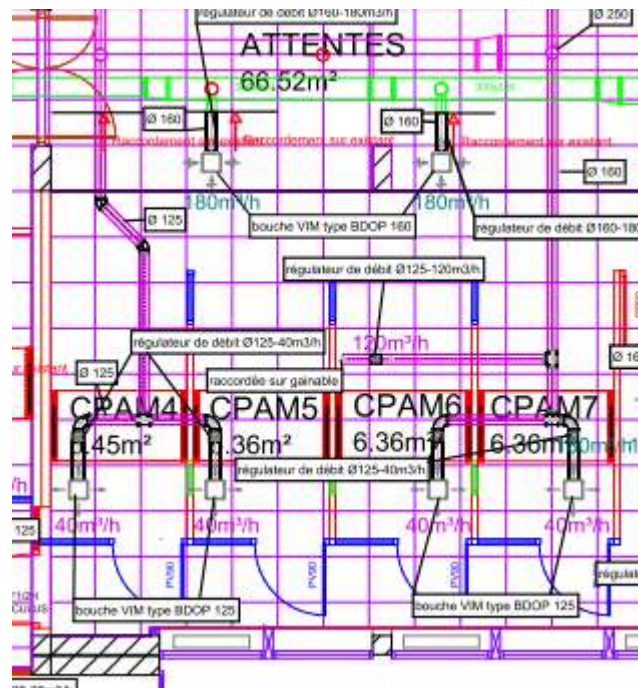 régulateur de débit Ø160-180m3/h
Ø 250
ATTENTES
66.52m²
Ø 160
Ø 160
Raccordement sur existant
Raccordement sur existant
Ø 160
180m³/h
180m³/h
Ø 125
bouche VIM type BDOP 160
régulateur de débit Ø160-180
régulateur de débit Ø125-120m3/h
régulateur de débit Ø125-40m3/h
120m³/h
Ø 125
raccordée sur gainable
CPAM4
CPAM5
CPAM6
CPAM7
.45m²
.36m²
6.36m²
6.36m²
régulateur de débit Ø125-40m3/h
125
40m³/h
40m³/h
40m³/h
40m³/h
PV90
PV90
PV90
bouche VIM type BDOP 125
bouche VIM type BDOP 125